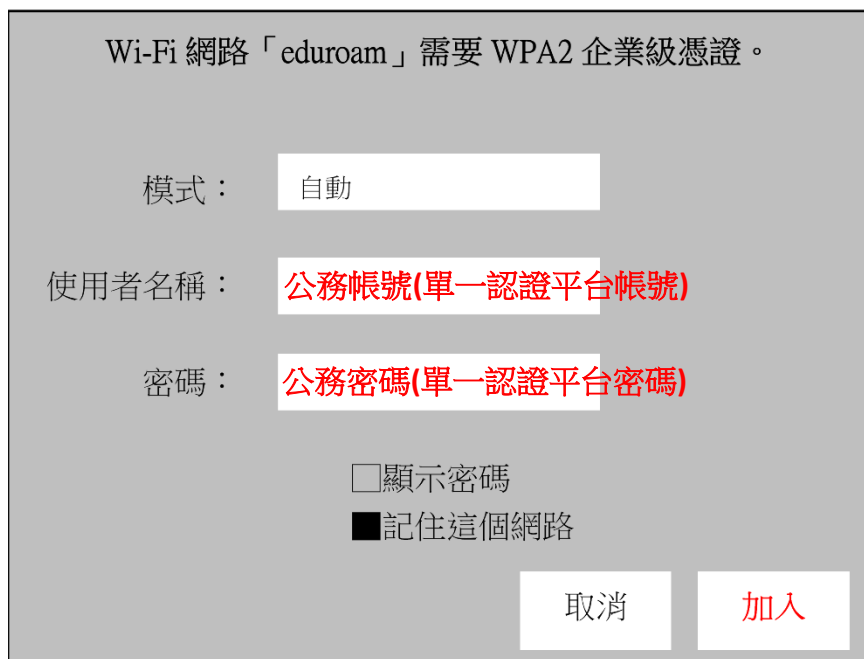 Wi-Fi 網路「eduroam」需要 WPA2 企業級憑證。
模式： 自動
使用者名稱： 公務帳號(單一認證平台帳號)
密碼： 公務密碼(單一認證平台密碼)
□顯示密碼
■記住這個網路
取消 加入